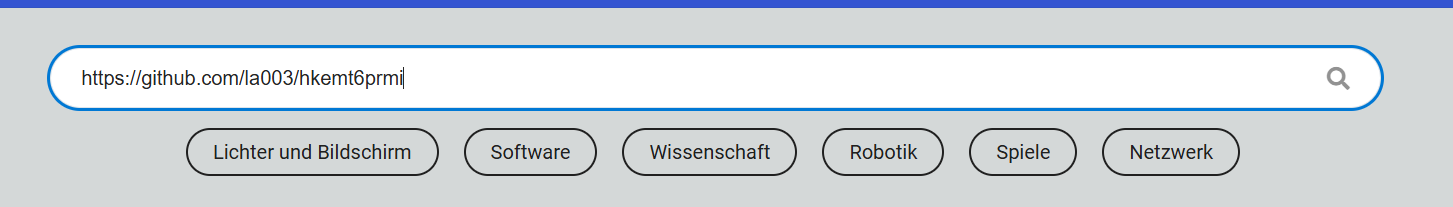 https://github.com/la003/hkemt6prmi
Lichter und Bildschirm Software Wissenschaft Robotik Spiele Netzwerk